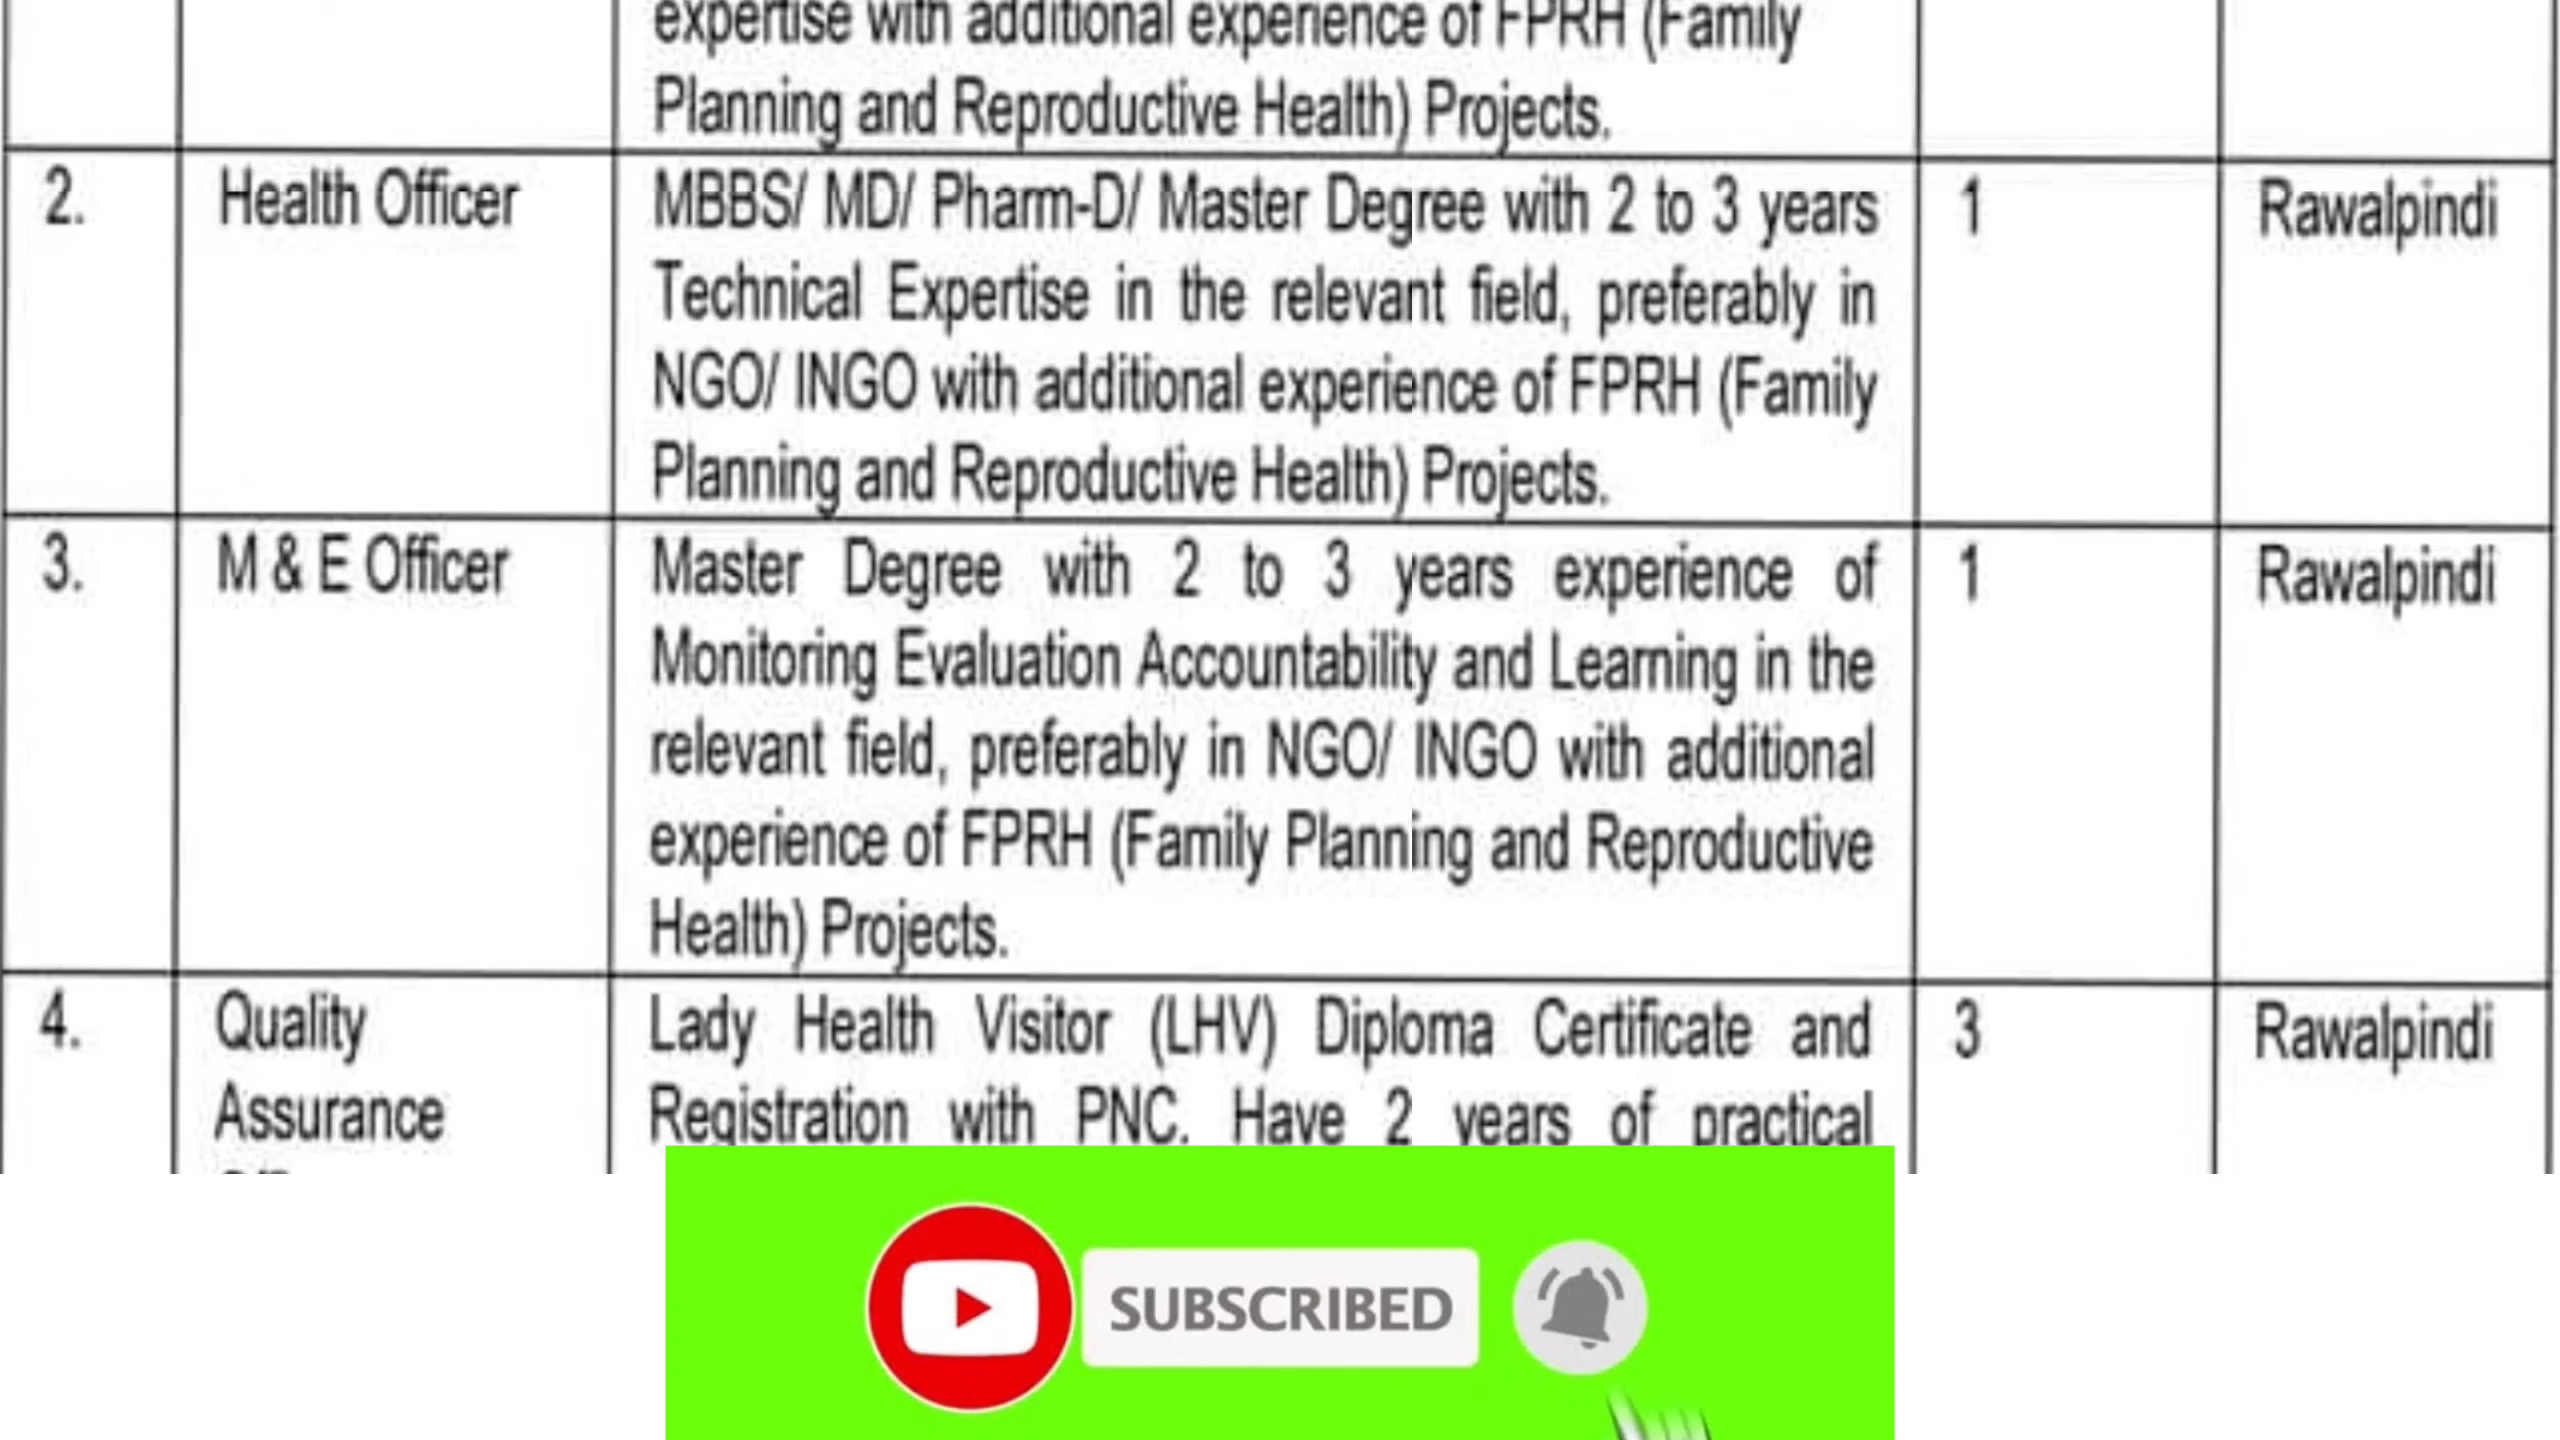 expertise with additional experience of FPRH (Family
Planning and Reproductive Health) Projects.
2.
Health Officer
MBBS/ MD/ Pharm-D/ Master Degree with 2 to 3 years
Technical Expertise in the relevant field, preferably in
NGO/ INGO with additional experience of FPRH (Family
Planning and Reproductive Health) Projects.
1
Rawalpindi
3.
M & E Officer
Master Degree with 2 to 3 years experience of
Monitoring Evaluation Accountability and Learning in the
relevant field, preferably in NGO/ INGO with additional
experience of FPRH (Family Planning and Reproductive
Health) Projects.
1
Rawalpindi
4.
Quality
Assurance
Lady Health Visitor (LHV) Diploma Certificate and
Registration with PNC. Have 2 years of practical
3
Rawalpindi
SUBSCRIBED